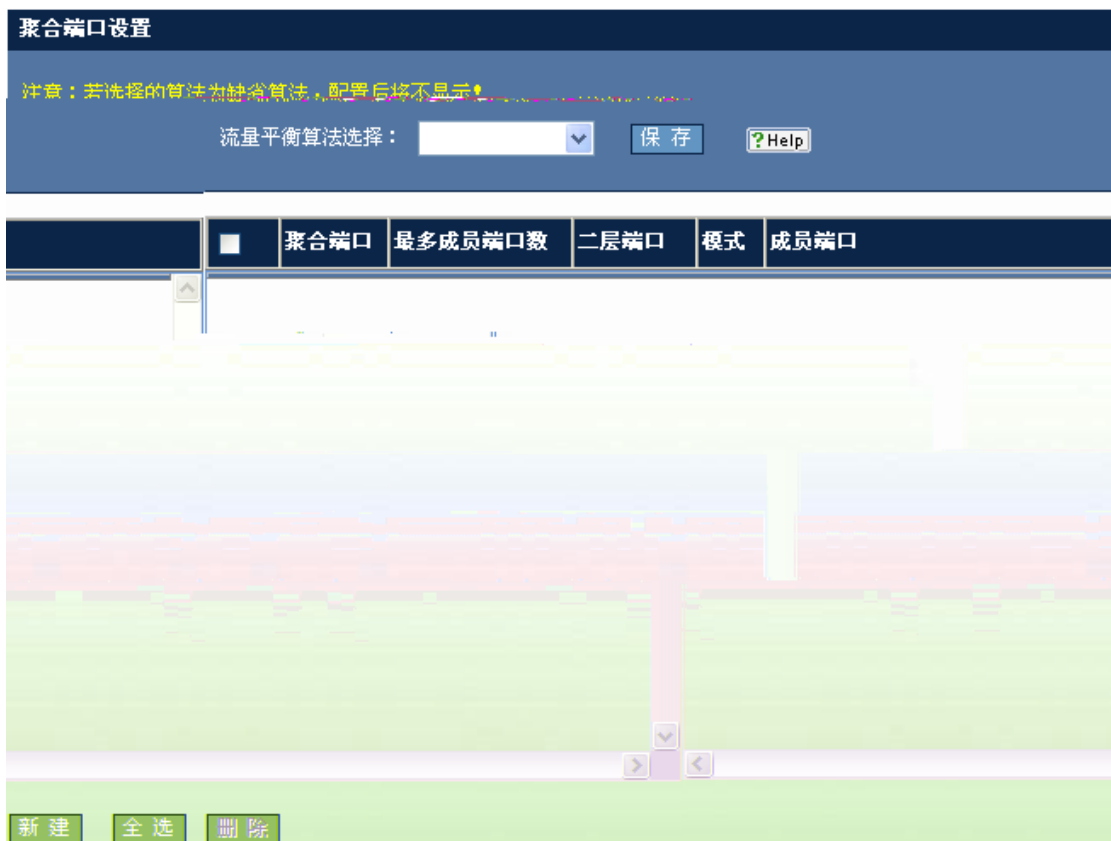 聚合端口设置
注意：若选择的算法为缺省算法，配置后将不显示！
流量平衡算法选择：
保 存
Help
聚合端口 最多成员端口数 二层端口 模式 成员端口
新 建 全 选 删 除